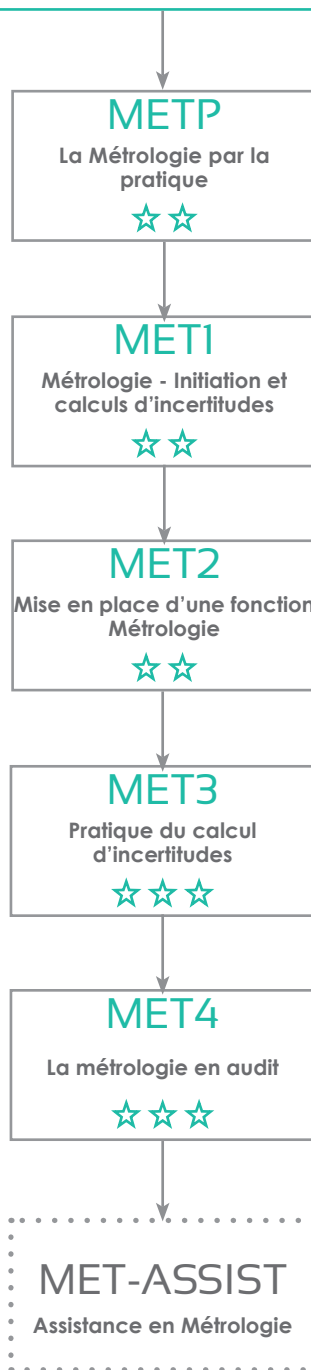 METP
La Métrologie par la
pratique
MET1
Métrologie - Initiation et
calculs d'incertitudes
MET2
Mise en place d'une fonction
Métrologie
MET3
Pratique du calcul
d'incertitudes
MET4
La métrologie en audit
MET-ASSIST
Assistance en Métrologie